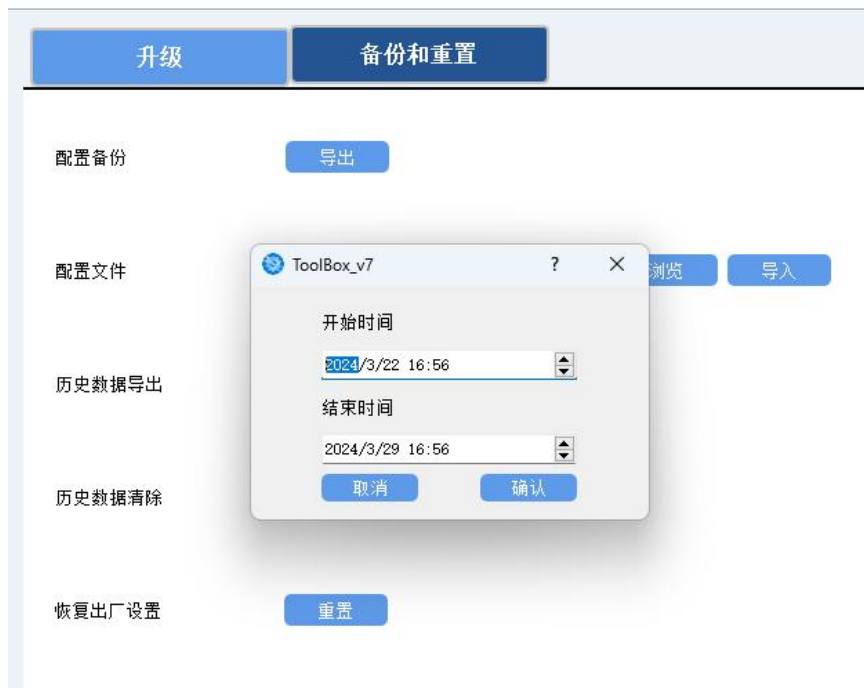 升级
备份和重置
配置备份
导出
配置文件
浏览
导入
ToolBox_v7
?
开始时间
2024/3/22 16:56
结束时间
2024/3/29 16:56
取消
确认
历史数据导出
历史数据清除
恢复出厂设置
重置